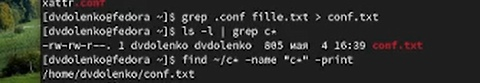 xattr.conf
[dvdolenko@fedora ~]$ grep .conf fille.txt > conf.txt
[dvdolenko@fedora ~]$ ls -l | grep c*
-rw-rw-r--. 1 dvdolenko dvdolenko 805 мая 4 16:39 conf.txt
[dvdolenko@fedora ~]$ find ~/c* -name "c*" -print
/home/dvdolenko/conf.txt